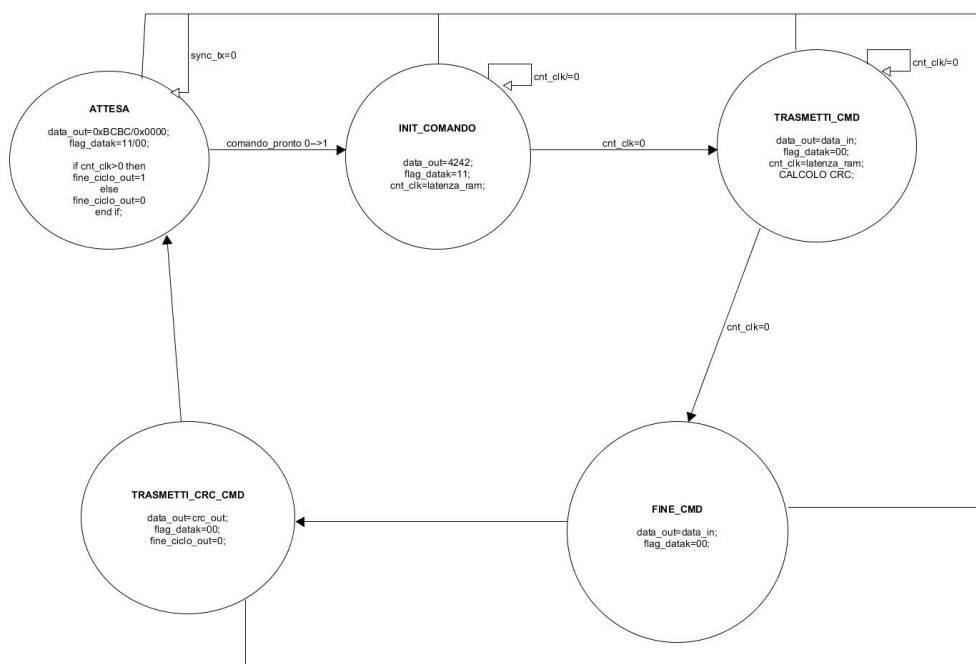 sync_tx=0
ATTESA
data_out=0xBCBC/0x0000;
flag_datak=11/00;
if cnt_clk>0 then
fine_ciclo_out=1
else
fine_ciclo_out=0
end if;
comando_pronto 0-->1
cnt_clk/=0
INIT_COMANDO
data_out=4242;
flag_datak=11;
cnt_clk=latenza_ram;
cnt_clk=0
cnt_clk/=0
TRASMETTI_CMD
data_out=data_in;
flag_datak=00;
cnt_clk=latenza_ram;
CALCOLO CRC;
cnt_clk=0
TRASMETTI_CRC_CMD
data_out=crc_out;
flag_datak=00;
fine_ciclo_out=0;
FINE_CMD
data_out=data_in;
flag_datak=00;